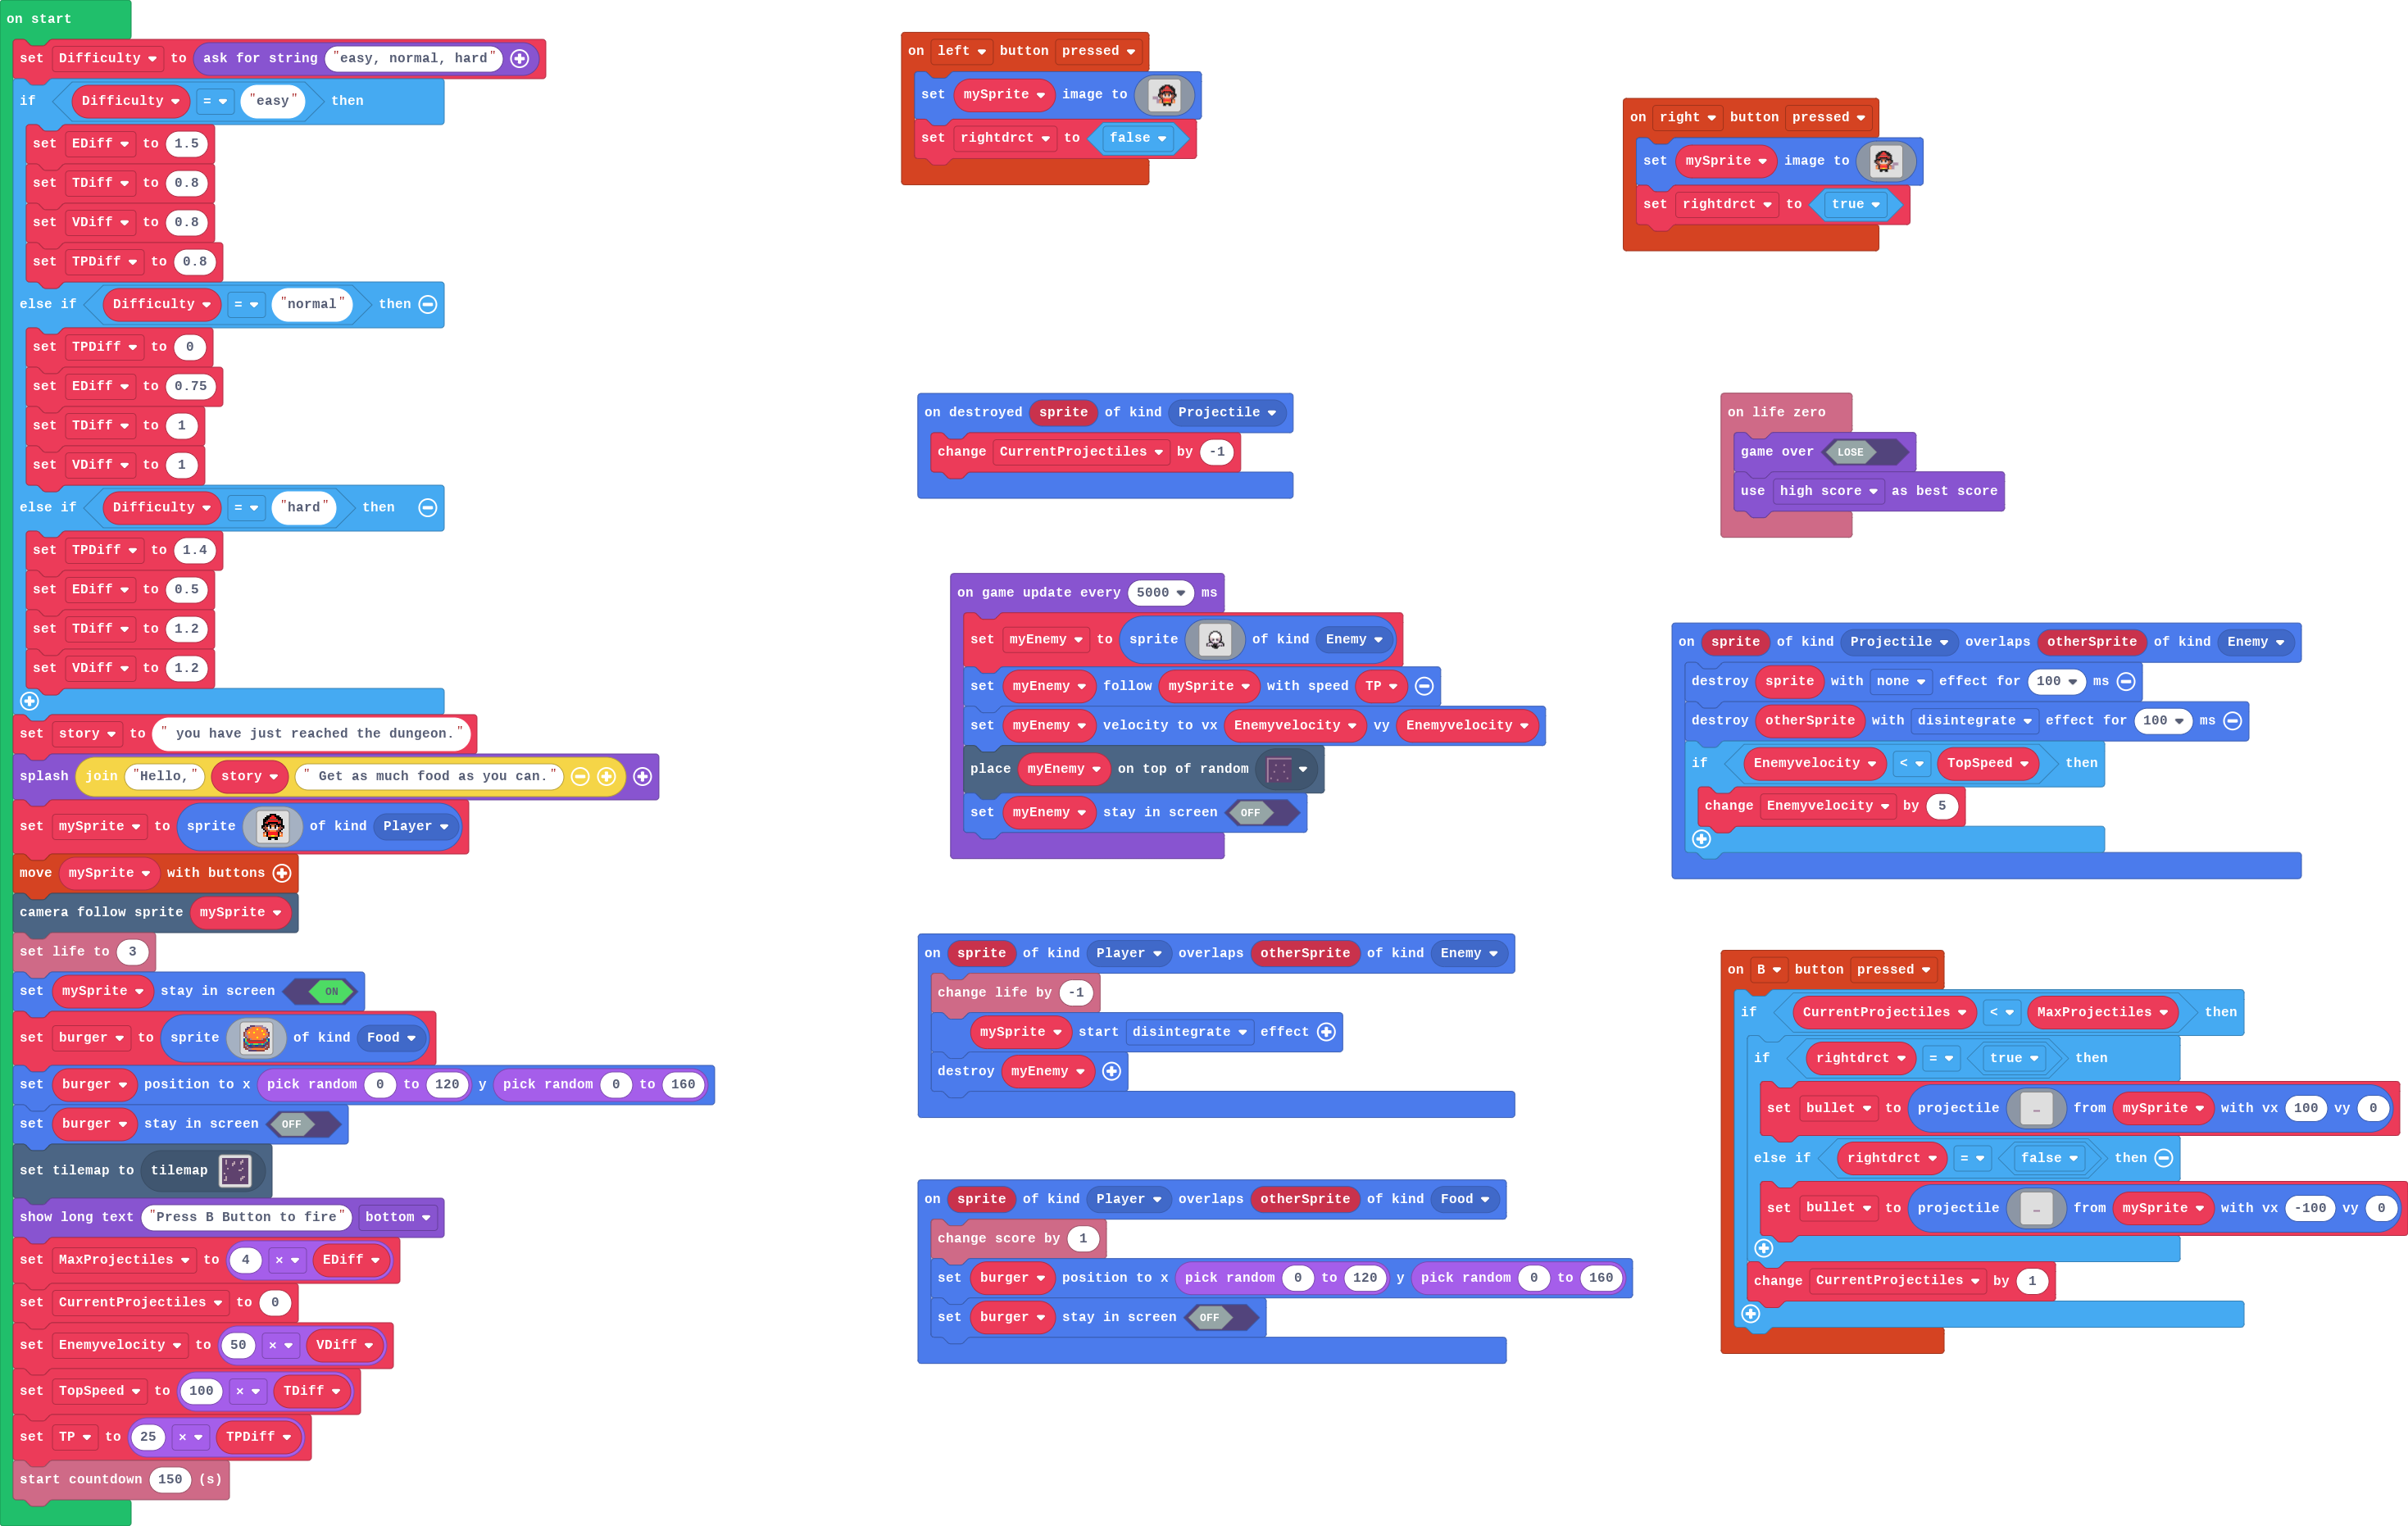 on start
set Difficulty to ask for string "easy, normal, hard"
if Difficulty = "easy" then
set EDiff to 1.5
set TDiff to 0.8
set VDiff to 0.8
set TPDiff to 0.8
else if Difficulty = "normal" then
set TPDiff to 0
set EDiff to 0.75
set TDiff to 1
set VDiff to 1
else if Difficulty = "hard" then
set TPDiff to 1.4
set EDiff to 0.5
set TDiff to 1.2
set VDiff to 1.2
set story to " you have just reached the dungeon."
splash join "Hello," story " Get as much food as you can."
set mySprite to sprite of kind Player
move mySprite with buttons
camera follow sprite mySprite
set life to 3
set mySprite stay in screen ON
set burger to sprite of kind Food
set burger position to x pick random 0 to 120 y pick random 0 to 160
set burger stay in screen OFF
set tilemap to tilemap
show long text "Press B Button to fire" bottom
set MaxProjectiles to 4 × EDiff
set CurrentProjectiles to 0
set Enemyvelocity to 50 × VDiff
set TopSpeed to 100 × TDiff
set TP to 25 × TPDiff
start countdown 150 (s)
on left button pressed
set mySprite image to
set rightdrct to false
on right button pressed
set mySprite image to
set rightdrct to true
on destroyed sprite of kind Projectile
change CurrentProjectiles by -1
on life zero
game over LOSE
use high score as best score
on game update every 5000 ms
set myEnemy to sprite of kind Enemy
set myEnemy follow mySprite with speed TP
set myEnemy velocity to vx Enemyvelocity vy Enemyvelocity
place myEnemy on top of random
set myEnemy stay in screen OFF
on sprite of kind Projectile overlaps otherSprite of kind Enemy
destroy sprite with none effect for 100 ms
destroy otherSprite with disintegrate effect for 100 ms
if Enemyvelocity < TopSpeed then
change Enemyvelocity by 5
on sprite of kind Player overlaps otherSprite of kind Enemy
change life by -1
mySprite start disintegrate effect
destroy myEnemy
on B button pressed
if CurrentProjectiles < MaxProjectiles then
if rightdrct = true then
set bullet to projectile from mySprite with vx 100 vy 0
else if rightdrct = false then
set bullet to projectile from mySprite with vx -100 vy 0
change CurrentProjectiles by 1
on sprite of kind Player overlaps otherSprite of kind Food
change score by 1
set burger position to x pick random 0 to 120 y pick random 0 to 160
set burger stay in screen OFF